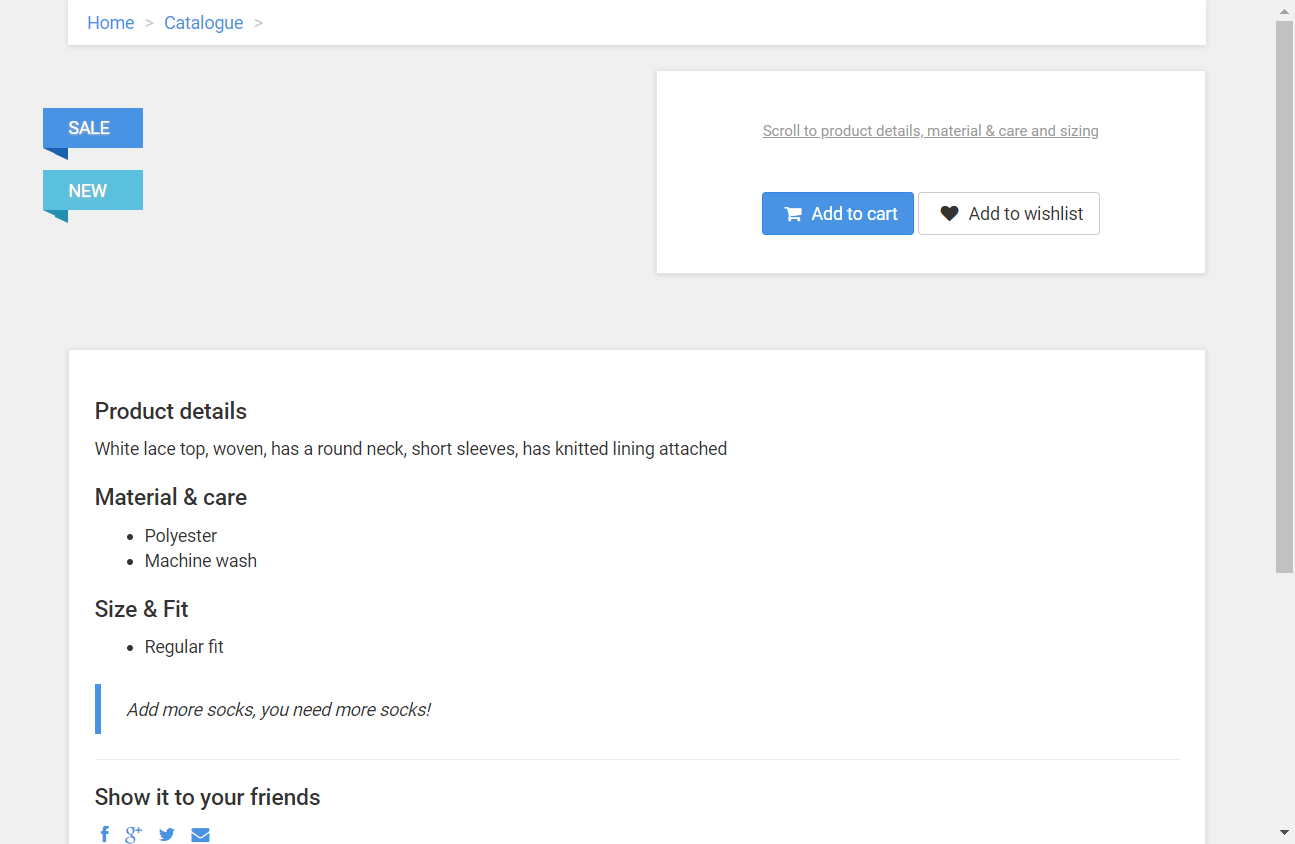 Home > Catalogue >
SALE
NEW
Scroll to product details, material & care and sizing
Add to cart
Add to wishlist
Product details
White lace top, woven, has a round neck, short sleeves, has knitted lining attached
Material & care
• Polyester
• Machine wash
Size & Fit
• Regular fit
Add more socks, you need more socks!
Show it to your friends